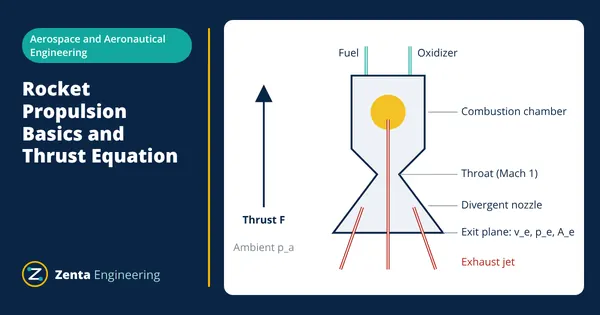 Aerospace and Aeronautical
Engineering
Rocket
Propulsion
Basics and
Thrust Equation
Zenta Engineering
Fuel
Oxidizer
Combustion chamber
Throat (Mach 1)
Divergent nozzle
Thrust F
Exit plane: v_e, p_e, A_e
Ambient p_a
Exhaust jet